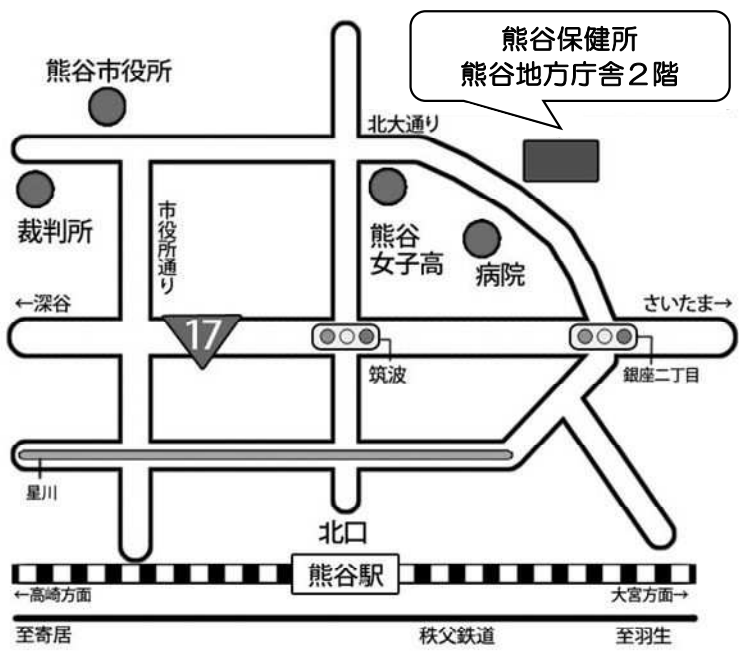 熊谷保健所
熊谷地方庁舎2階
熊谷市役所
北大通り
裁判所
市役所通り
熊谷
女子高
病院
←深谷
さいたま→
17
筑波
銀座二丁目
星川
北口
熊谷駅
←高崎方面
大宮方面→
至寄居
秩父鉄道
至羽生